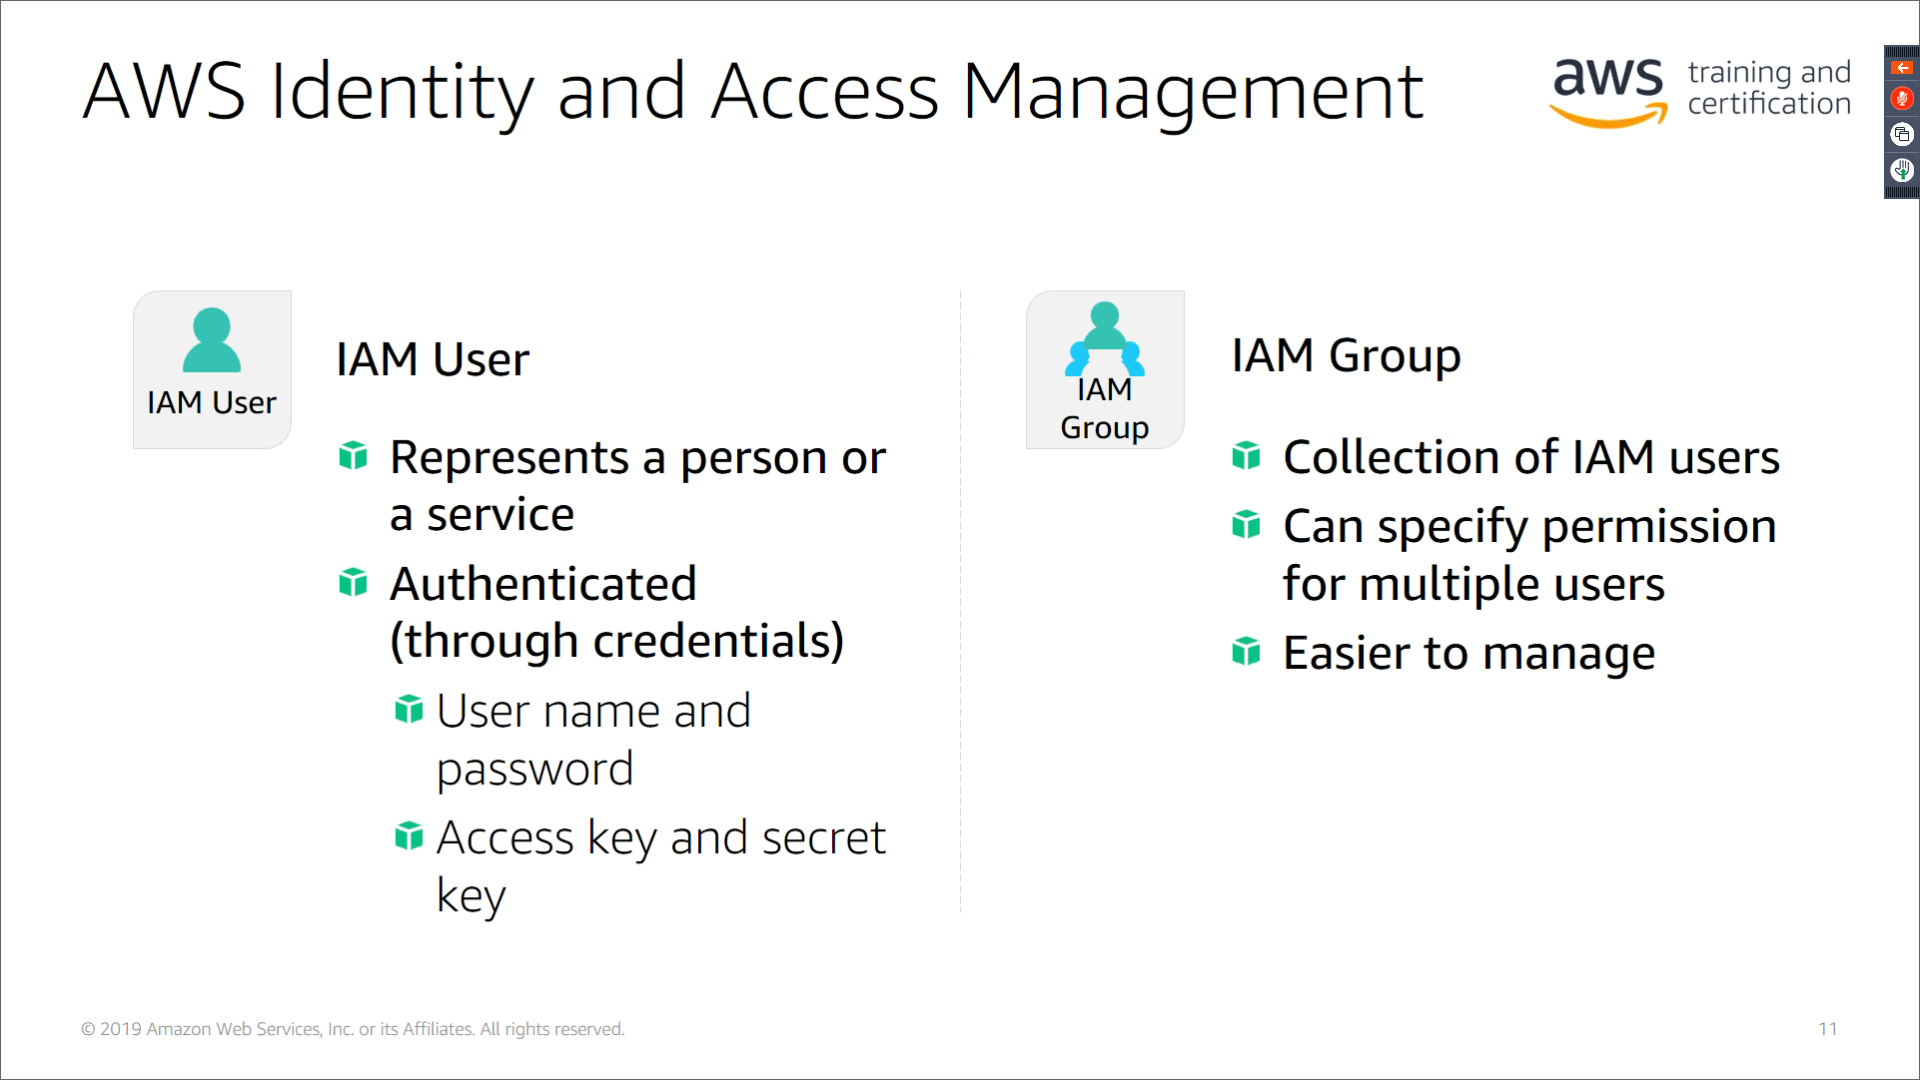 AWS Identity and Access Management
aws
training and
certification
IAM User
IAM User
Represents a person or
a service
Authenticated
(through credentials)
User name and
password
Access key and secret
key
IAM
Group
IAM Group
Collection of IAM users
Can specify permission
for multiple users
Easier to manage
© 2019 Amazon Web Services, Inc. or its Affiliates. All rights reserved.
11